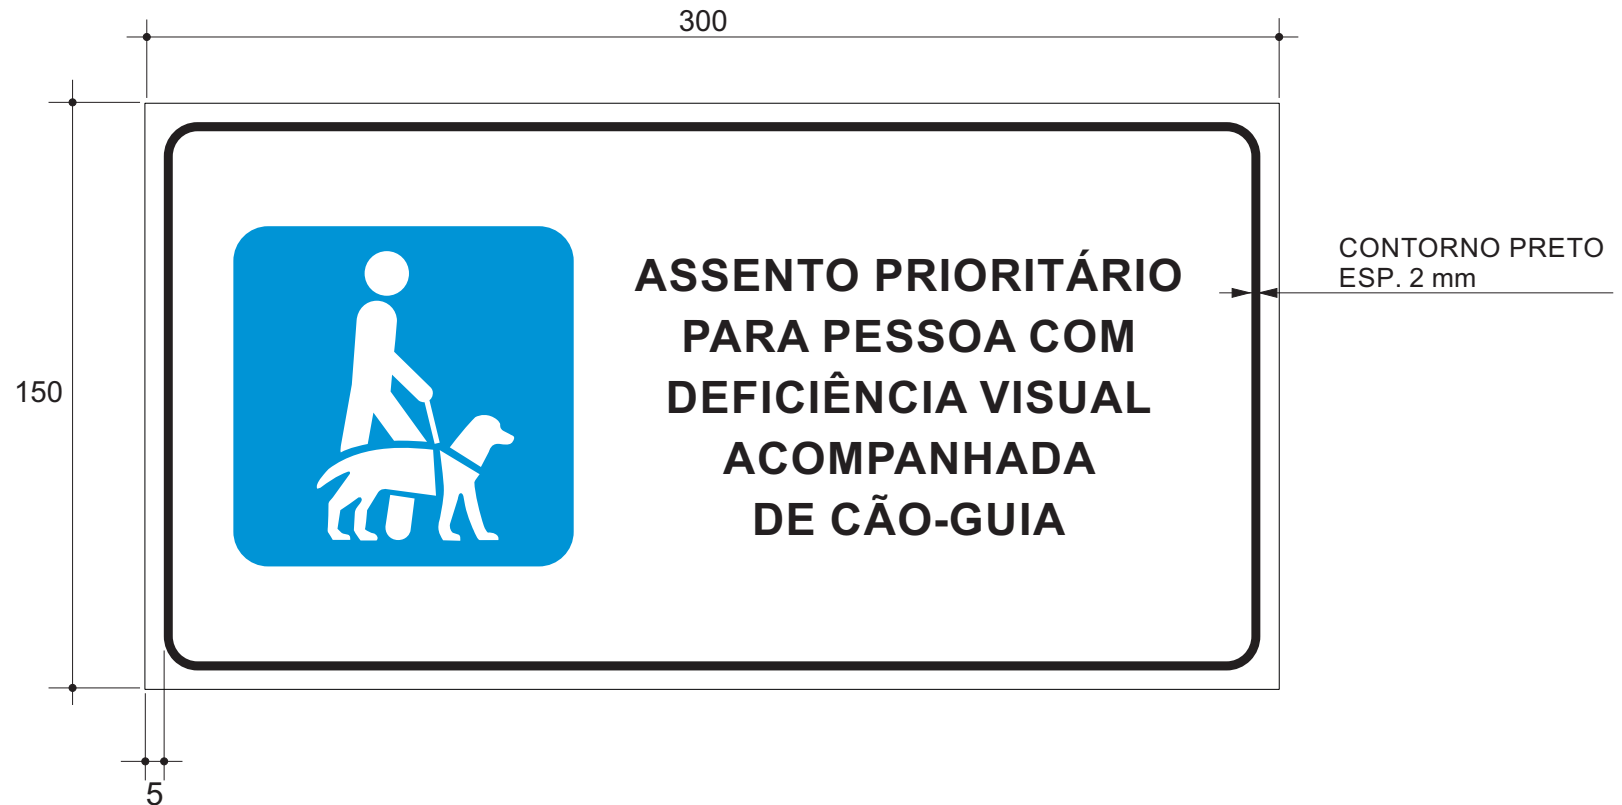 300
150
ASSENTO PRIORITÁRIO
PARA PESSOA COM
DEFICIÊNCIA VISUAL
ACOMPANHADA
DE CÃO-GUIA
CONTORNO PRETO
ESP. 2 mm
5